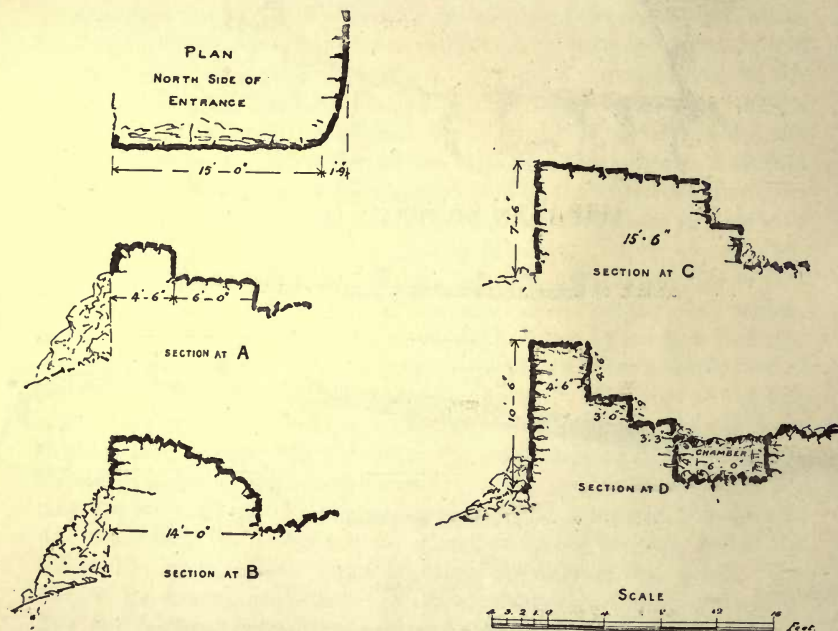 PLAN
NORTH SIDE OF
ENTRANCE
15'-0"
1'-9"
4'-6"
6'-0"
SECTION AT A
14'-0"
SECTION AT B
7'-6"
15'-6"
SECTION AT C
10'-6"
4'-6"
4'-6
3'-0"
3'-3
CHAMBER
6'-0"
SECTION AT D
SCALE
4 3 2 1 0 4 8 12 16
Feet